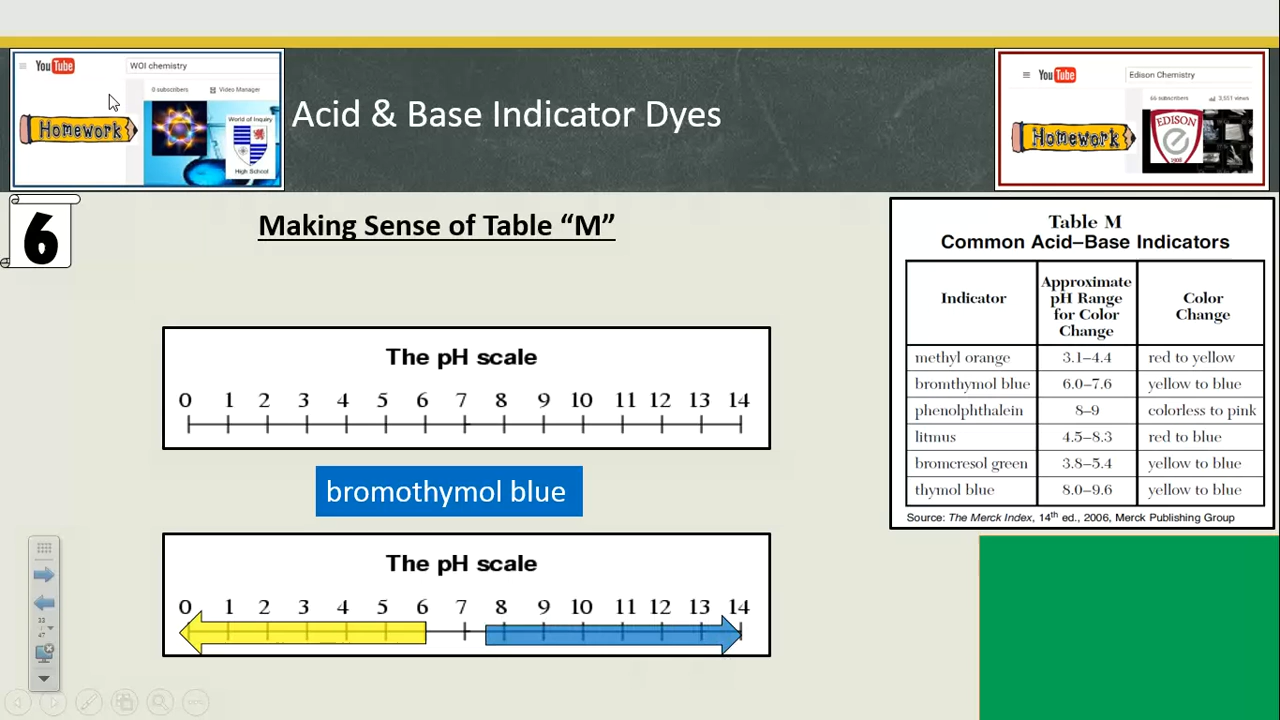 YouTube
WOI chemistry
0 subscribers
Video Manager
Homework
World of Inquiry
High School
Acid & Base Indicator Dyes
YouTube
Edison Chemistry
subscribers
3,551 views
Homework
EDISON
6
Making Sense of Table “M”
The pH scale
0 1 2 3 4 5 6 7 8 9 10 11 12 13 14
bromothymol blue
The pH scale
0 1 2 3 4 5 6 7 8 9 10 11 12 13 14
Table M
Common Acid–Base Indicators
Indicator
Approximate
pH Range
for Color
Change
Color
Change
methyl orange 3.1–4.4 red to yellow
bromthymol blue 6.0–7.6 yellow to blue
phenolphthalein 8–9 colorless to pink
litmus 4.5–8.3 red to blue
bromcresol green 3.8–5.4 yellow to blue
thymol blue 8.0–9.6 yellow to blue
Source: The Merck Index, 14th ed., 2006, Merck Publishing Group
33
47